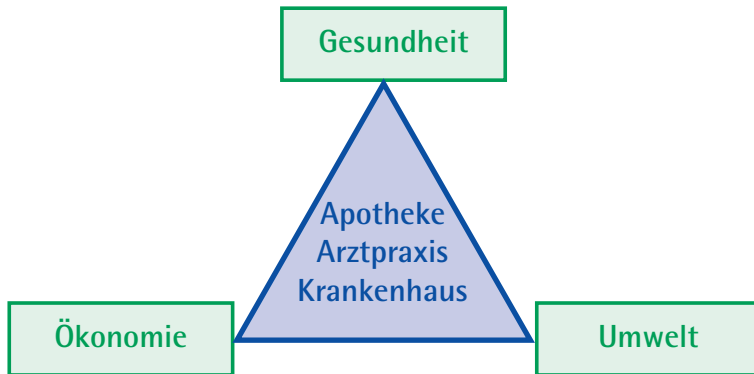 Gesundheit
Apotheke
Arztpraxis
Krankenhaus
Ökonomie
Umwelt